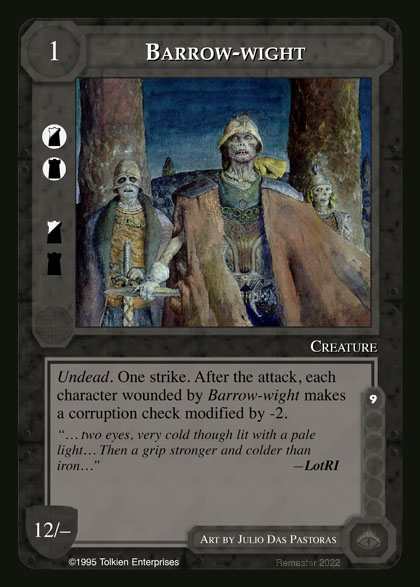 1
BARROW-WIGHT
CREATURE
Undead. One strike. After the attack, each
character wounded by Barrow-wight makes
a corruption check modified by -2.
9
“… two eyes, very cold though lit with a pale
light… Then a grip stronger and colder than
iron…” —LotRI
12/–
ART BY JULIO DAS PASTORAS
©1995 Tolkien Enterprises
Remaster 2022